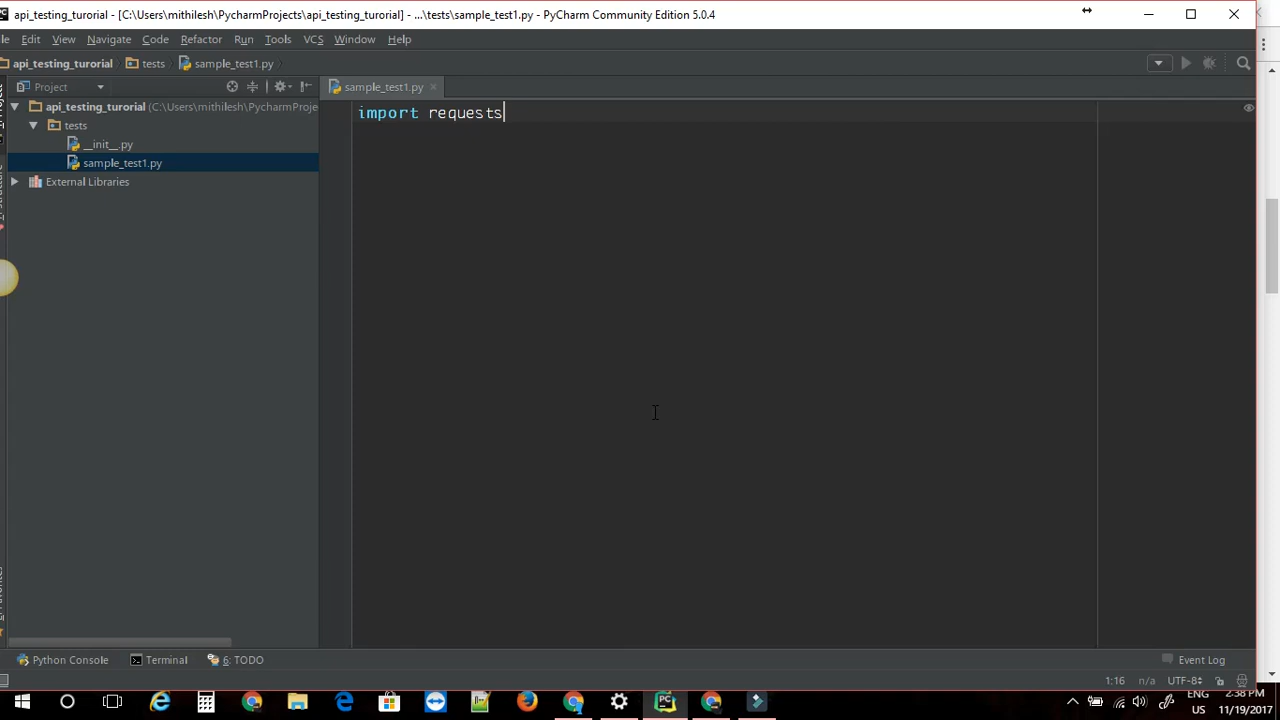 api_testing_turorial - [C:\Users\mithilesh\PycharmProjects\api_testing_turorial] - ...\tests\sample_test1.py - PyCharm Community Edition 5.0.4
Edit View Navigate Code Refactor Run Tools VCS Window Help
api_testing_turorial tests sample_test1.py
Project sample_test1.py
api_testing_turorial (C:\Users\mithilesh\PycharmProje
import requests
tests
__init__.py
sample_test1.py
External Libraries
Python Console Terminal 6: TODO Event Log
1:16 n/a UTF-8
ENG 2:38 PM
US 11/19/2017